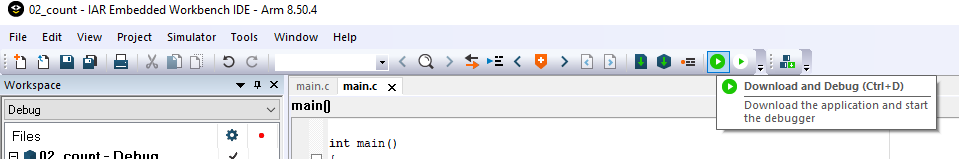 02_count - IAR Embedded Workbench IDE - Arm 8.50.4
File Edit View Project Simulator Tools Window Help
Workspace
main.c main.c
Debug
main()
Download and Debug (Ctrl+D)
Download the application and start
the debugger
Files
int main()
02_count - Debug
{